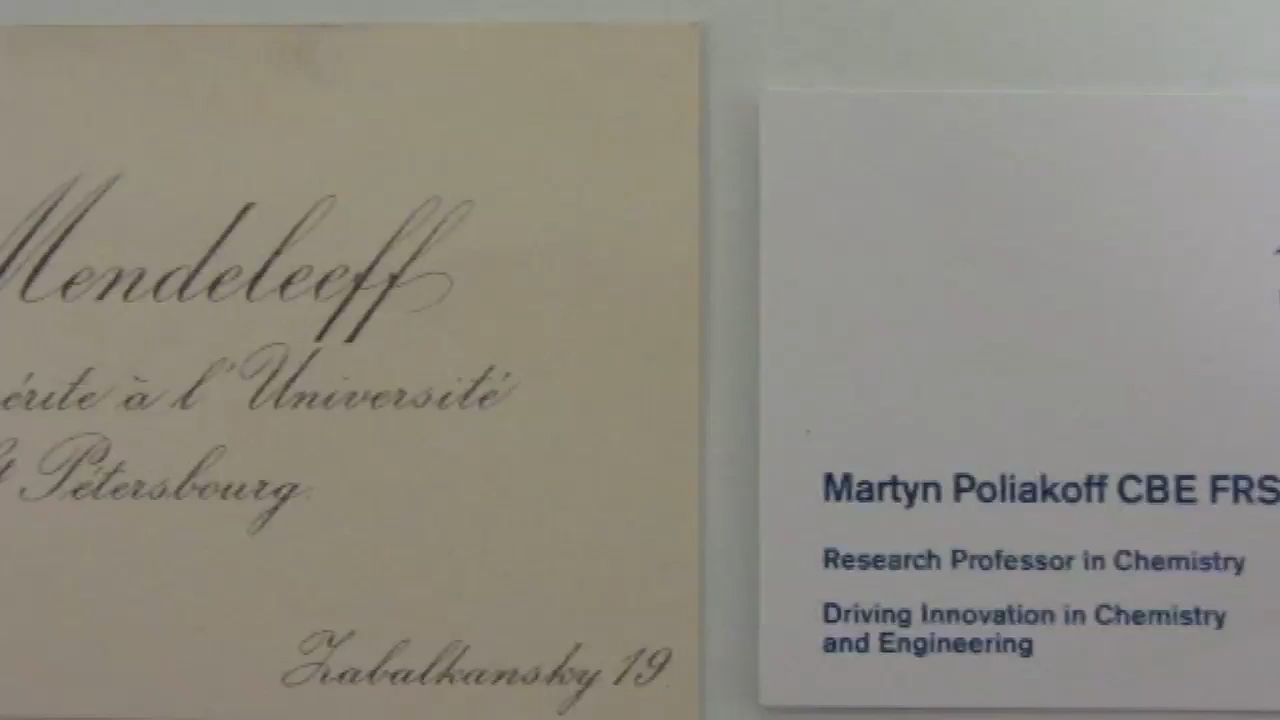 Mendeleeff
érite à l'Université
t Pétersbourg.
Zabalkansky 19.
Martyn Poliakoff CBE FRS
Research Professor in Chemistry
Driving Innovation in Chemistry
and Engineering